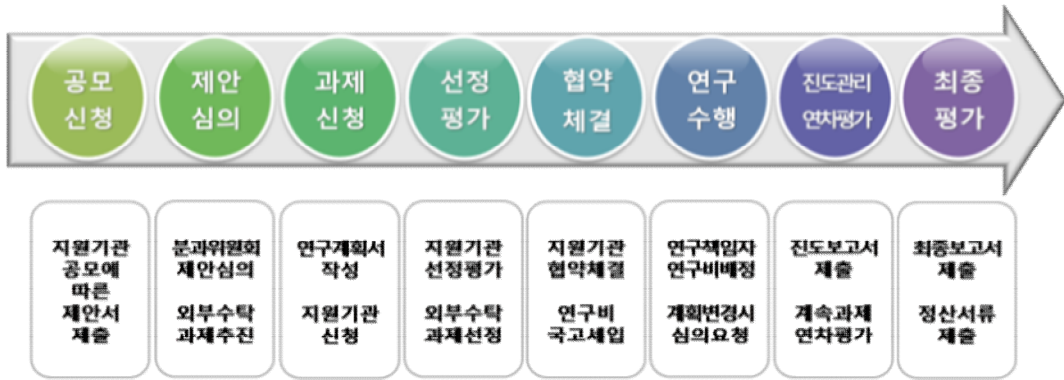 공모
신청
제안
심의
과제
신청
선정
평가
협약
체결
연구
수행
진도관리
연차평가
최종
평가
지원기관
공모에
따른
제안서
제출
분과위원회
제안심의
외부수탁
과제추진
연구계획서
작성
지원기관
신청
지원기관
선정평가
외부수탁
과제선정
지원기관
협약체결
연구비
국고세입
연구책임자
연구비배정
계획변경시
심의요청
진도보고서
제출
계속과제
연차평가
최종보고서
제출
정산서류
제출